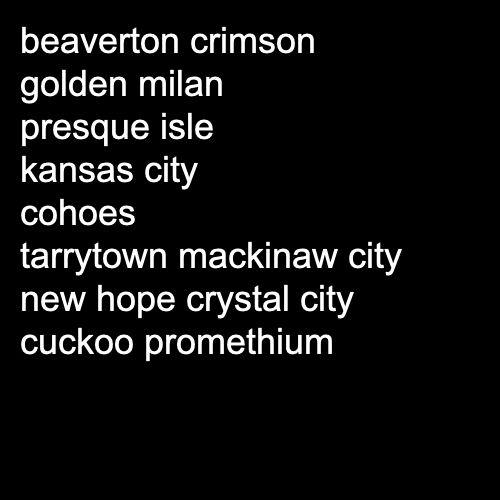 beaverton crimson
golden milan
presque isle
kansas city
cohoes
tarrytown mackinaw city
new hope crystal city
cuckoo promethium